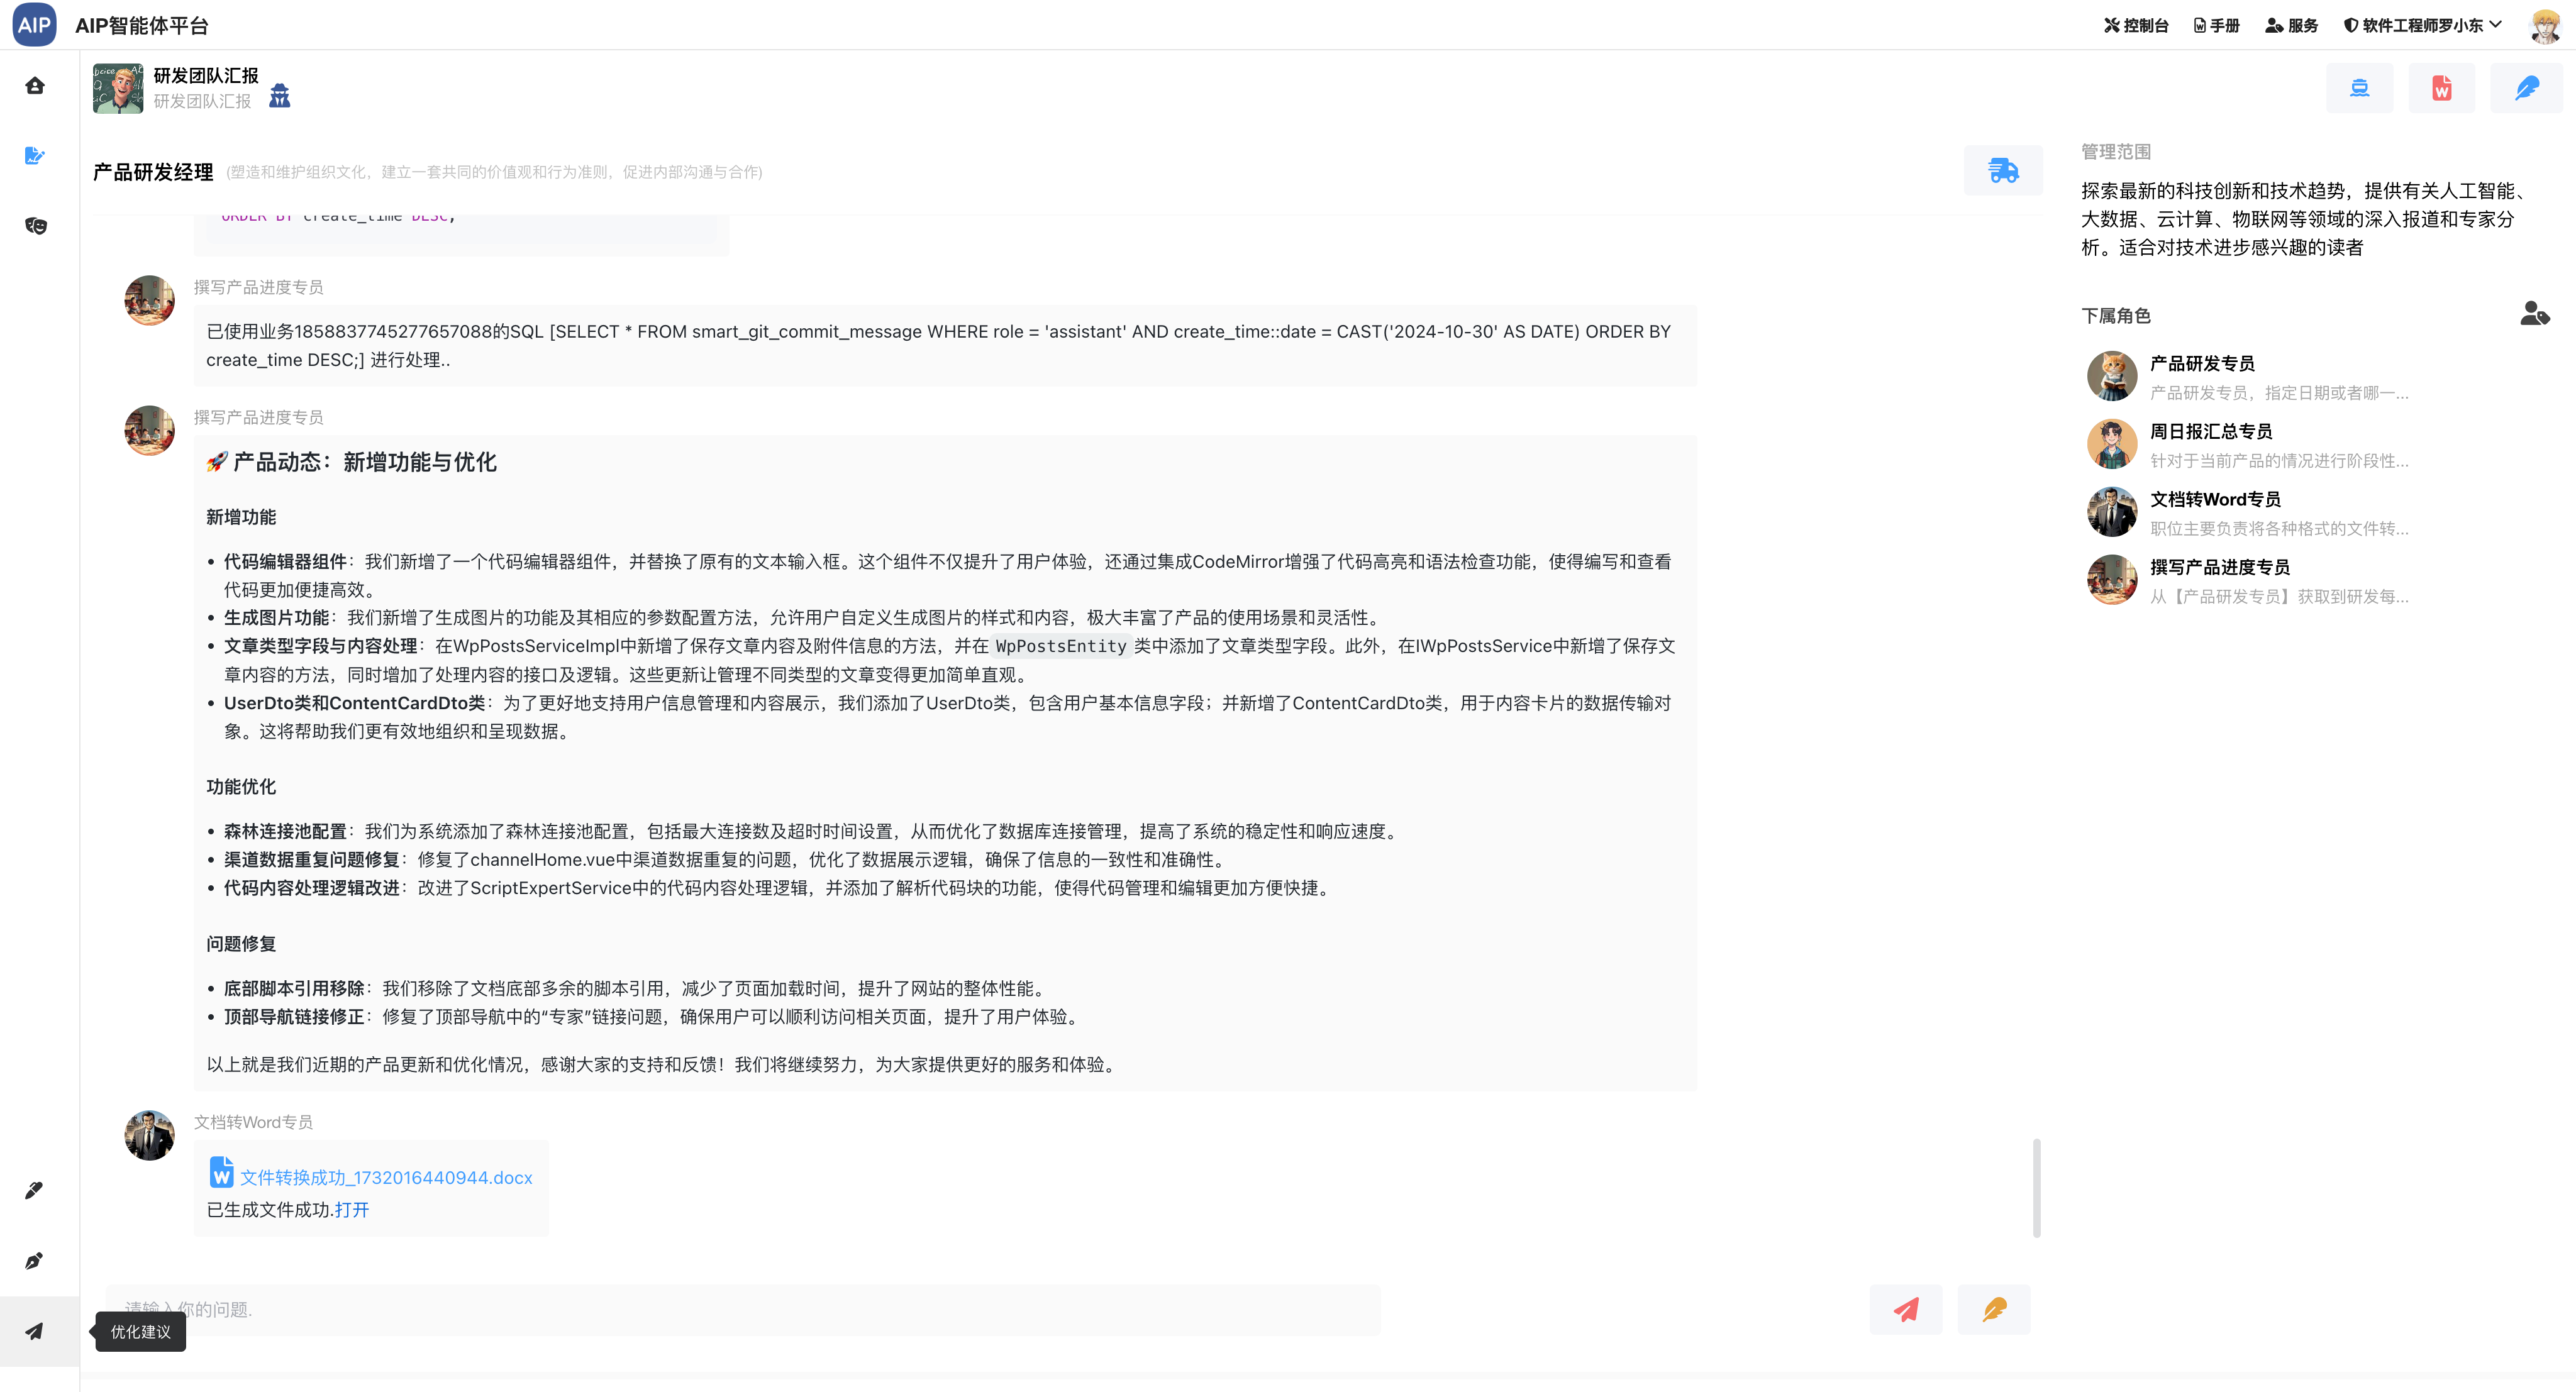 AIP
AIP智能体平台
控制台
手册
服务
软件工程师罗小东
研发团队汇报
研发团队汇报
产品研发经理
(塑造和维护组织文化，建立一套共同的价值观和行为准则，促进内部沟通与合作)
ORDER BY create_time DESC;
撰写产品进度专员
已使用业务1858837745277657088的SQL [SELECT * FROM smart_git_commit_message WHERE role = 'assistant' AND create_time::date = CAST('2024-10-30' AS DATE) ORDER BY
create_time DESC;] 进行处理..
撰写产品进度专员
🚀 产品动态：新增功能与优化
新增功能
• 代码编辑器组件：我们新增了一个代码编辑器组件，并替换了原有的文本输入框。这个组件不仅提升了用户体验，还通过集成CodeMirror增强了代码高亮和语法检查功能，使得编写和查看
代码更加便捷高效。
• 生成图片功能：我们新增了生成图片的功能及其相应的参数配置方法，允许用户自定义生成图片的样式和内容，极大丰富了产品的使用场景和灵活性。
• 文章类型字段与内容处理：在WpPostsServiceImpl中新增了保存文章内容及附件信息的方法，并在 WpPostsEntity 类中添加了文章类型字段。此外，在IWpPostsService中新增了保存文
章内容的方法，同时增加了处理内容的接口及逻辑。这些更新让管理不同类型的文章变得更加简单直观。
• UserDto类和ContentCardDto类：为了更好地支持用户信息管理和内容展示，我们添加了UserDto类，包含用户基本信息字段；并新增了ContentCardDto类，用于内容卡片的数据传输对
象。这将帮助我们更有效地组织和呈现数据。
功能优化
• 森林连接池配置：我们为系统添加了森林连接池配置，包括最大连接数及超时时间设置，从而优化了数据库连接管理，提高了系统的稳定性和响应速度。
• 渠道数据重复问题修复：修复了channelHome.vue中渠道数据重复的问题，优化了数据展示逻辑，确保了信息的一致性和准确性。
• 代码内容处理逻辑改进：改进了ScriptExpertService中的代码内容处理逻辑，并添加了解析代码块的功能，使得代码管理和编辑更加方便快捷。
问题修复
• 底部脚本引用移除：我们移除了文档底部多余的脚本引用，减少了页面加载时间，提升了网站的整体性能。
• 顶部导航链接修正：修复了顶部导航中的“专家”链接问题，确保用户可以顺利访问相关页面，提升了用户体验。
以上就是我们近期的产品更新和优化情况，感谢大家的支持和反馈！我们将继续努力，为大家提供更好的服务和体验。
文档转Word专员
文件转换成功_1732016440944.docx
已生成文件成功.打开
请输入你的问题.
优化建议
管理范围
探索最新的科技创新和技术趋势，提供有关人工智能、
大数据、云计算、物联网等领域的深入报道和专家分
析。适合对技术进步感兴趣的读者
下属角色
产品研发专员
产品研发专员，指定日期或者哪一...
周日报汇总专员
针对于当前产品的情况进行阶段性...
文档转Word专员
职位主要负责将各种格式的文件转...
撰写产品进度专员
从【产品研发专员】获取到研发每...